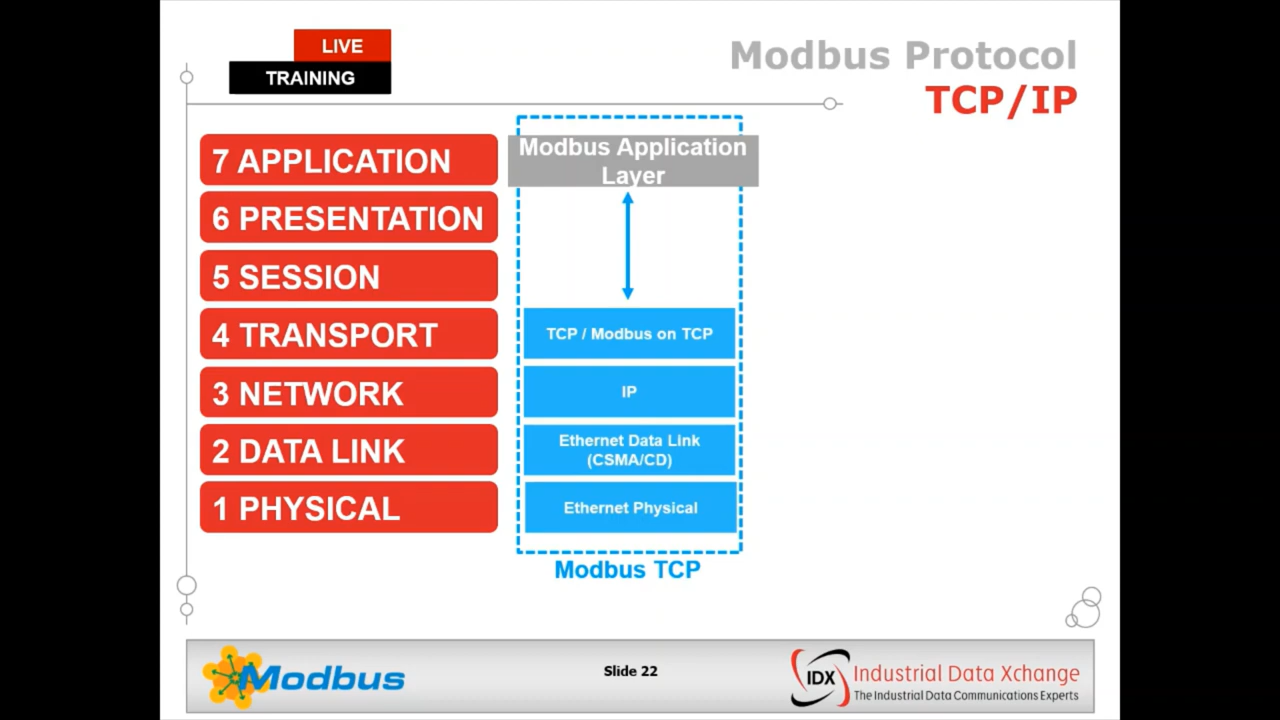 LIVE
TRAINING
Modbus Protocol
TCP/IP
7 APPLICATION
Modbus Application
Layer
6 PRESENTATION
5 SESSION
4 TRANSPORT
TCP / Modbus on TCP
3 NETWORK
IP
2 DATA LINK
Ethernet Data Link
(CSMA/CD)
1 PHYSICAL
Ethernet Physical
Modbus TCP
Modbus
Slide 22
IDX
Industrial Data Xchange
The Industrial Data Communications Experts